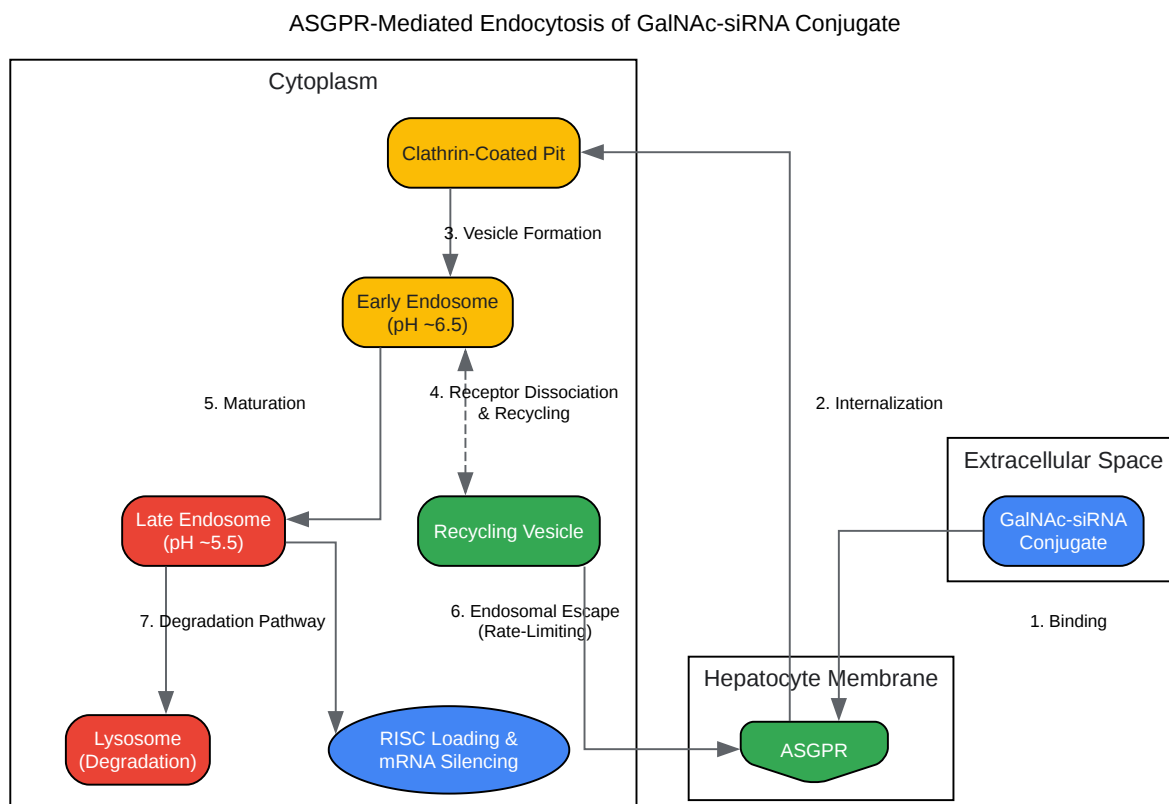 ASGPR-Mediated Endocytosis of GalNAc-siRNA Conjugate
Cytoplasm
Clathrin-Coated Pit
3. Vesicle Formation
Early Endosome
(pH ~6.5)
5. Maturation
4. Receptor Dissociation
& Recycling
2. Internalization
Extracellular Space
GalNAc-siRNA
Conjugate
Late Endosome
(pH ~5.5)
Recycling Vesicle
7. Degradation Pathway
6. Endosomal Escape
(Rate-Limiting)
1. Binding
Hepatocyte Membrane
ASGPR
Lysosome
(Degradation)
RISC Loading &
mRNA Silencing